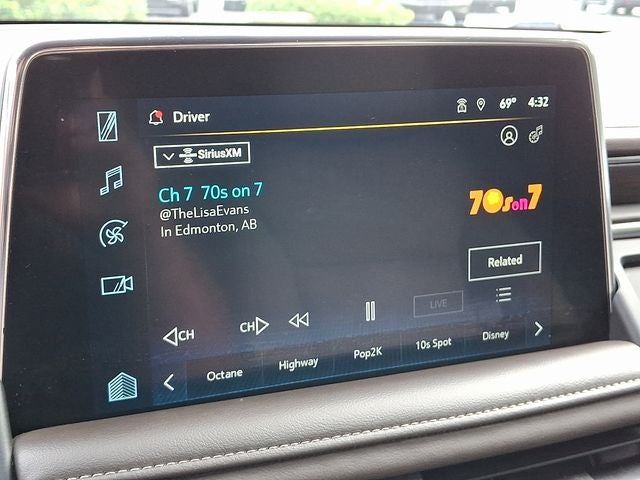 Driver
69° 4:32
SiriusXM
Ch 7 70s on 7
@TheLisaEvans
In Edmonton, AB
70s on 7
Related
CH CH LIVE
Octane Highway Pop2K 10s Spot Disney